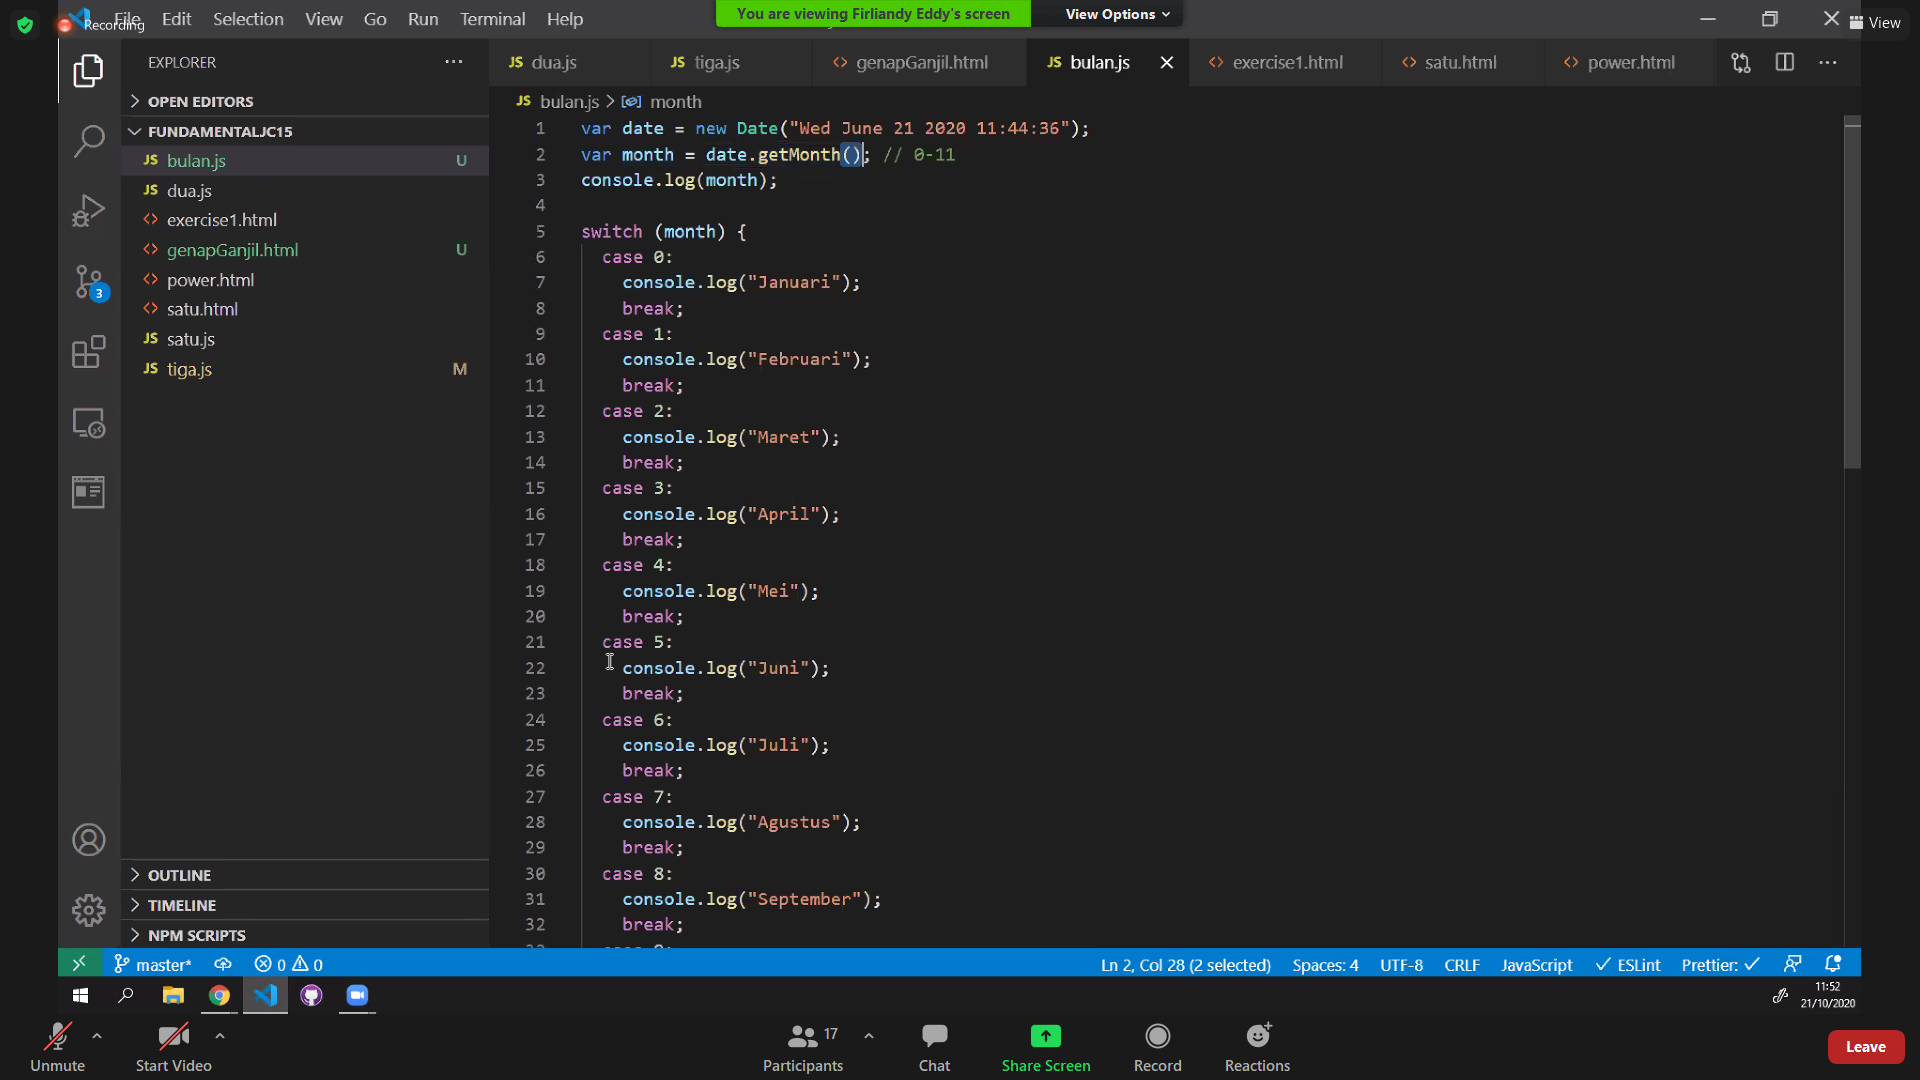 Recording
File Edit Selection View Go Run Terminal Help
You are viewing Firliandy Eddy's screen
View Options
View
EXPLORER
dua.js
tiga.js
genapGanjil.html
bulan.js
exercise1.html
satu.html
power.html
OPEN EDITORS
FUNDAMENTALJC15
bulan.js U
dua.js
exercise1.html
genapGanjil.html U
power.html
satu.html
satu.js
tiga.js M
3
OUTLINE
TIMELINE
NPM SCRIPTS
JS bulan.js > month
1 var date = new Date("Wed June 21 2020 11:44:36");
2 var month = date.getMonth(); // 0-11
3 console.log(month);
4
5 switch (month) {
6 case 0:
7 console.log("Januari");
8 break;
9 case 1:
10 console.log("Februari");
11 break;
12 case 2:
13 console.log("Maret");
14 break;
15 case 3:
16 console.log("April");
17 break;
18 case 4:
19 console.log("Mei");
20 break;
21 case 5:
22 console.log("Juni");
23 break;
24 case 6:
25 console.log("Juli");
26 break;
27 case 7:
28 console.log("Agustus");
29 break;
30 case 8:
31 console.log("September");
32 break;
master* 0 0 Ln 2, Col 28 (2 selected) Spaces: 4 UTF-8 CRLF JavaScript ESLint Prettier: ✓
11:52
21/10/2020
Unmute
Start Video
17
Participants
Chat
Share Screen
Record
Reactions
Leave